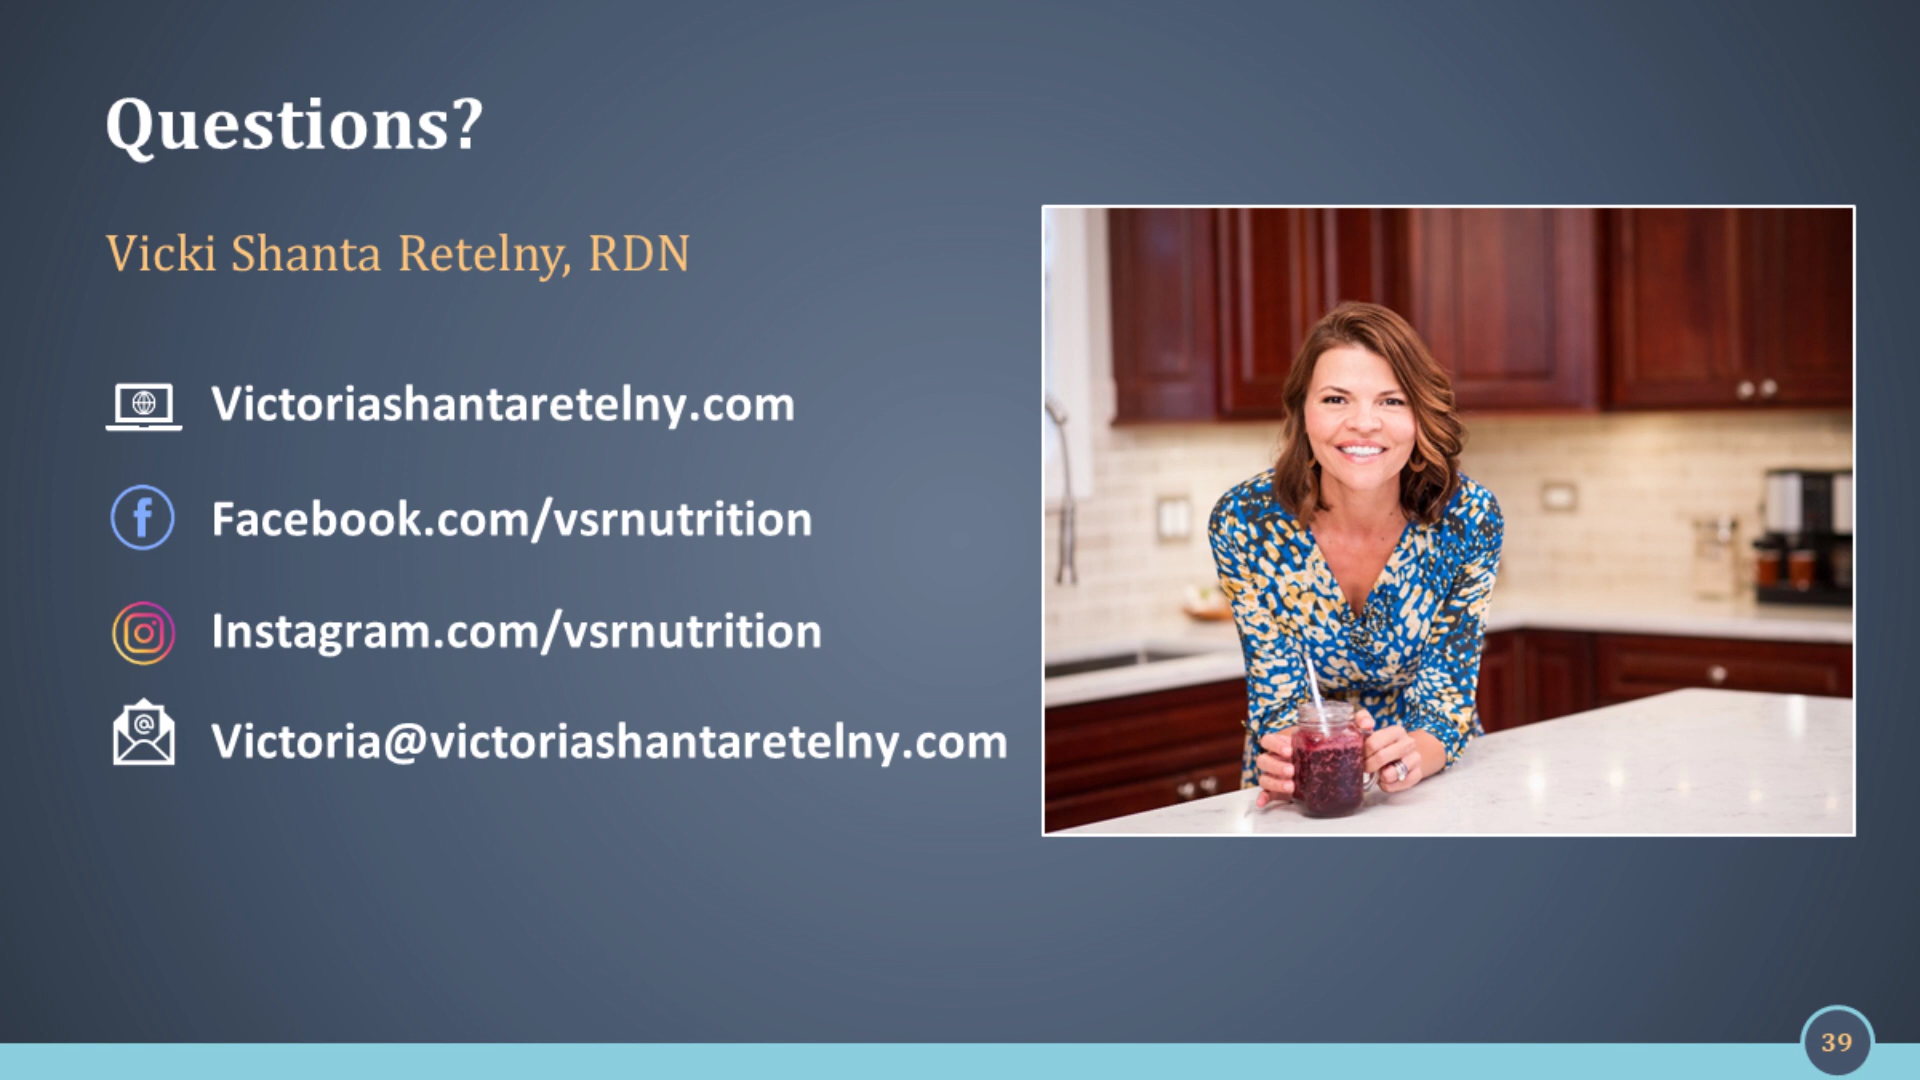 Questions?
Vicki Shanta Retelny, RDN
Victoriashantaretelny.com
Facebook.com/vsrnutrition
Instagram.com/vsrnutrition
Victoria@victoriashantaretelny.com
39